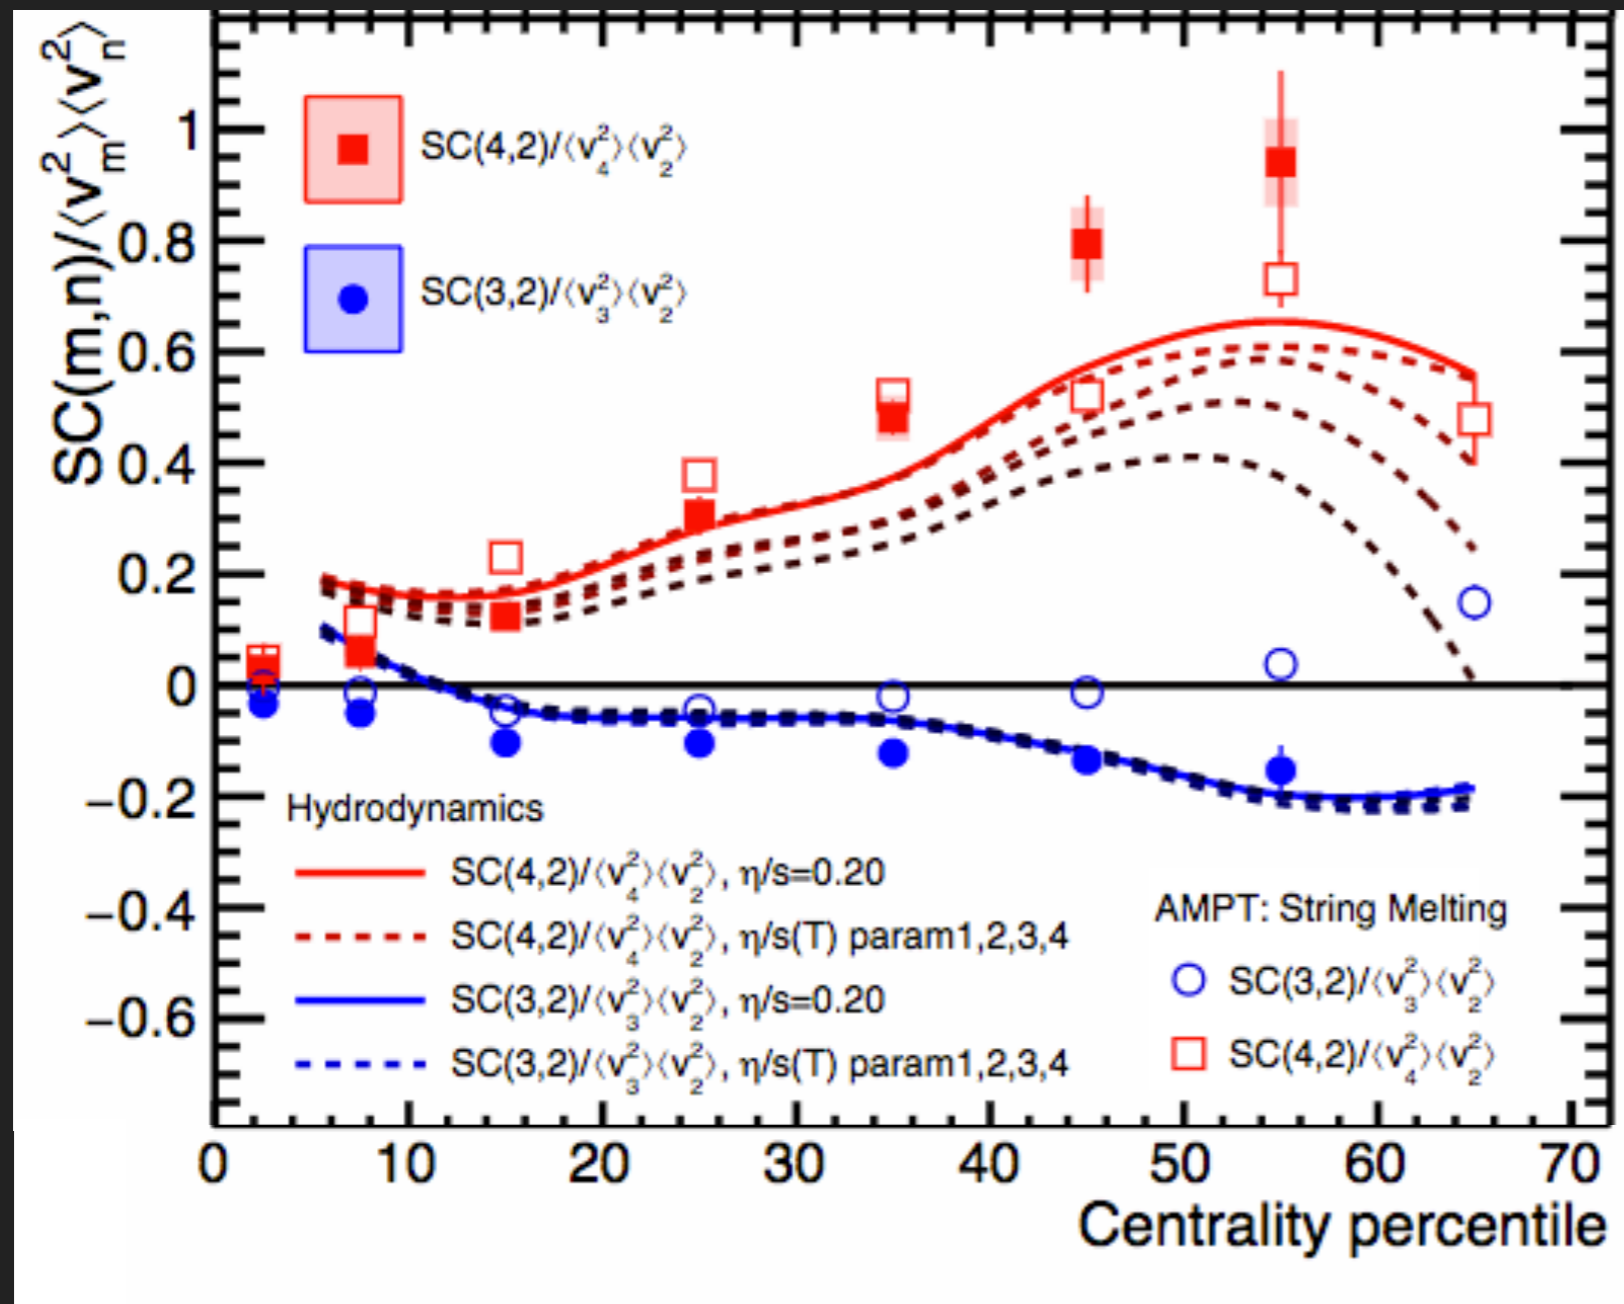 SC(m,n)/⟨v²ₘ⟩⟨v²ₙ⟩
1
0.8
0.6
0.4
0.2
0
−0.2
−0.4
−0.6
SC(4,2)/⟨v²₄⟩⟨v²₂⟩
SC(3,2)/⟨v²₃⟩⟨v²₂⟩
Hydrodynamics
SC(4,2)/⟨v²₄⟩⟨v²₂⟩, η/s=0.20
SC(4,2)/⟨v²₄⟩⟨v²₂⟩, η/s(T) param1,2,3,4
SC(3,2)/⟨v²₃⟩⟨v²₂⟩, η/s=0.20
SC(3,2)/⟨v²₃⟩⟨v²₂⟩, η/s(T) param1,2,3,4
AMPT: String Melting
SC(3,2)/⟨v²₃⟩⟨v²₂⟩
SC(4,2)/⟨v²₄⟩⟨v²₂⟩
0 10 20 30 40 50 60 70
Centrality percentile